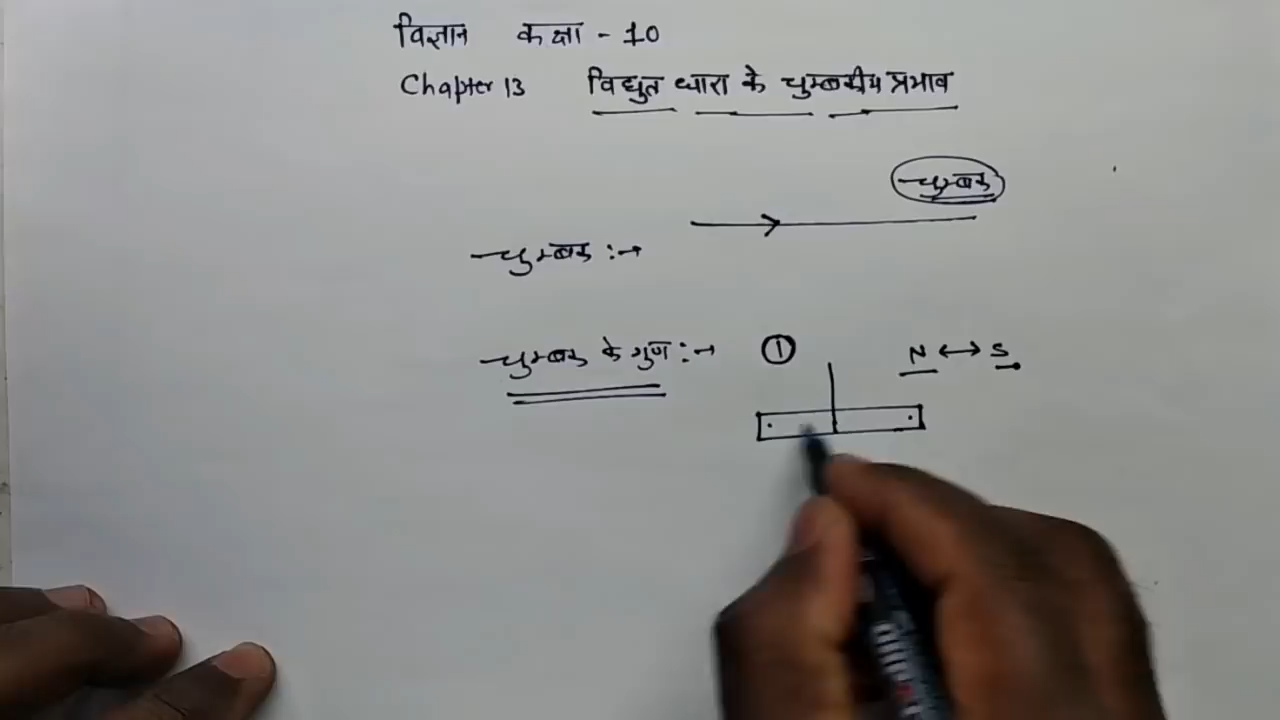 विज्ञान कक्षा - 10
Chapter 13 विद्युत धारा के चुम्बकीय प्रभाव
चुम्बक
चुम्बक :→
चुम्बक के गुण :→ ① N ↔ S